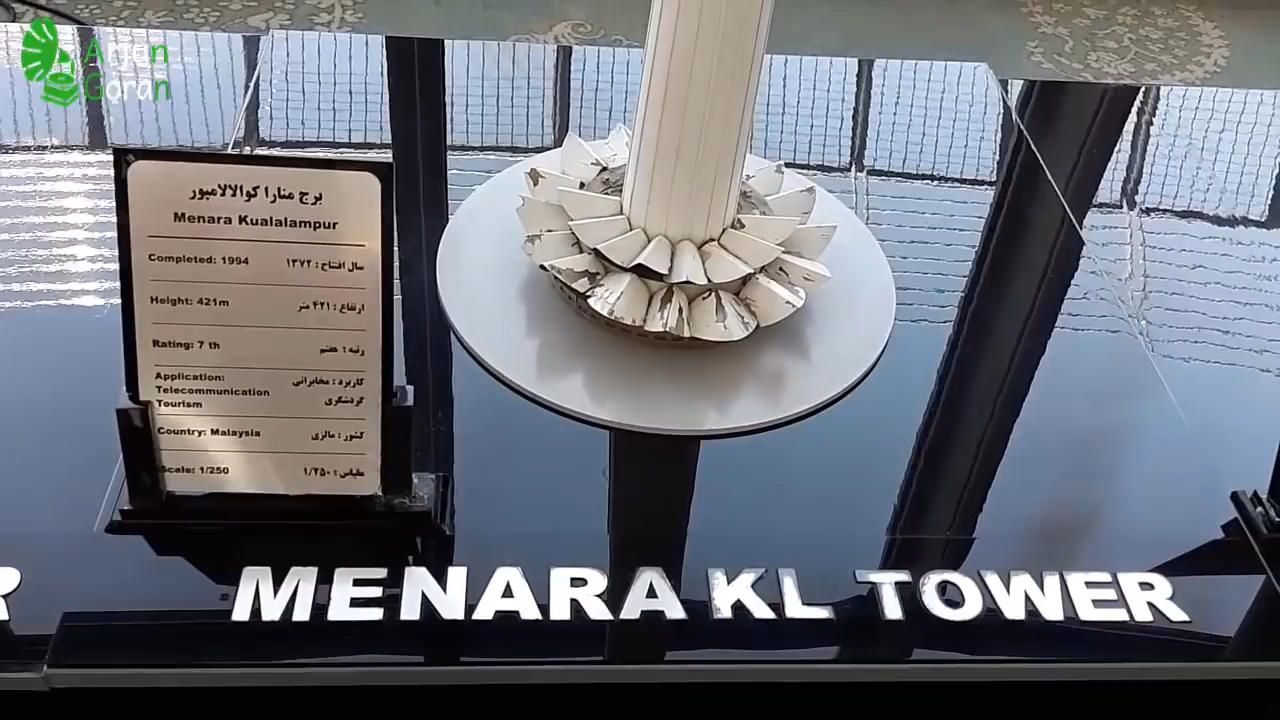 Arjen
Goran
برج منارا کوالالامپور
Menara Kualalampur
Completed: 1994
سال افتتاح : ۱۳۷۲
Height: 421m
ارتفاع : ۴۲۱ متر
Rating: 7 th
رتبه : هفتم
Application:
Telecommunication
Tourism
کاربرد : مخابراتی
گردشگری
Country: Malaysia
کشور : مالزی
Scale: 1/250
مقیاس : ۱/۲۵۰
R
MENARA KL TOWER